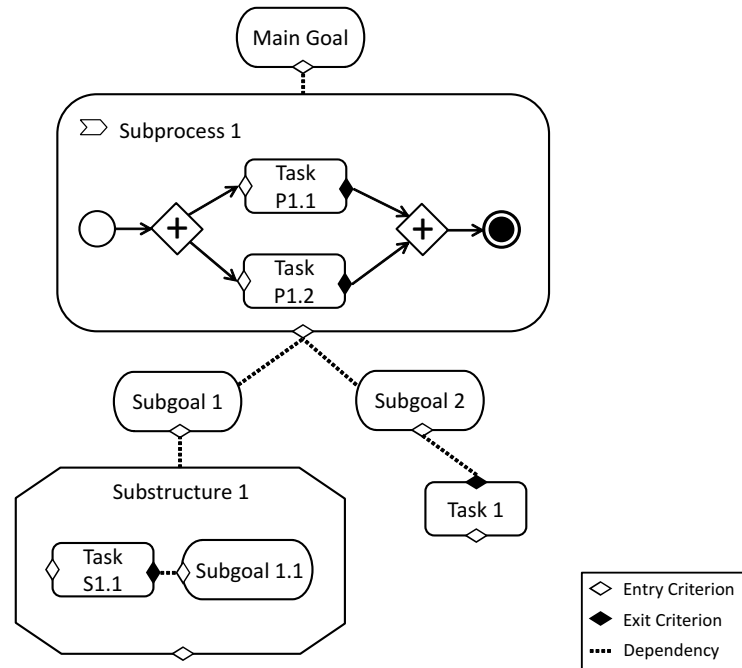 Main Goal
Subprocess 1
Task
P1.1
Task
P1.2
Subgoal 1
Subgoal 2
Substructure 1
Task 1
Task
S1.1
Subgoal 1.1
Entry Criterion
Exit Criterion
Dependency